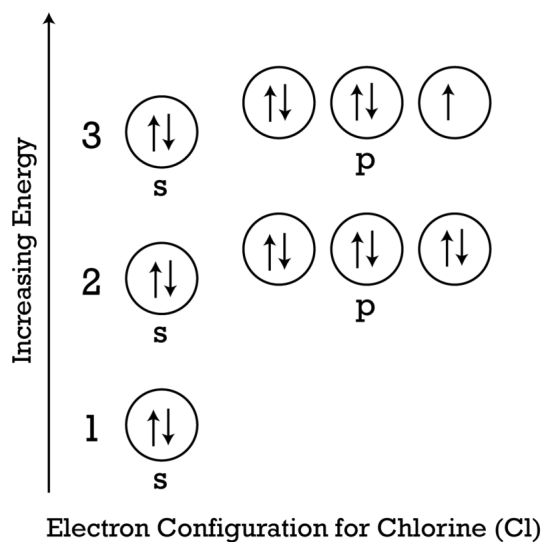 Increasing Energy
3
s
p
2
s
p
1
s
Electron Configuration for Chlorine (Cl)